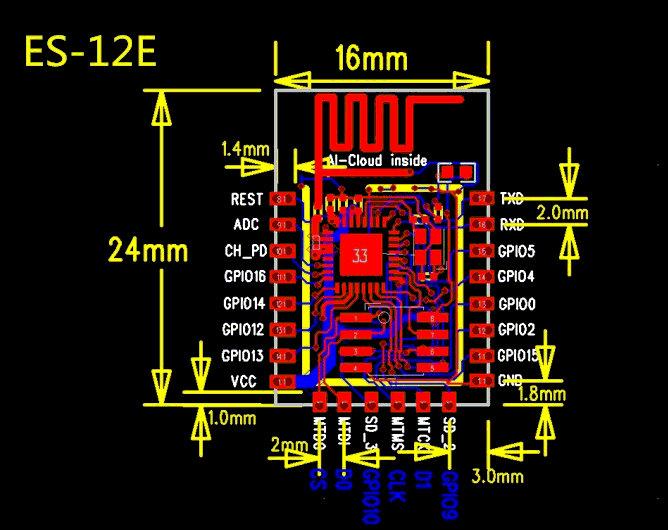 ES-12E
16mm
AI-Cloud inside
1.4mm
REST
TXD
2.0mm
ADC
RXD
24mm
CH_PD
GPIO5
GPIO16
GPIO4
33
GPIO14
GPIO0
GPIO12
GPIO2
GPIO13
GPIO15
VCC
GND
1.8mm
1.0mm
MTDO
MTDI
SD_3
MTMS
MTCK
SD_2
2mm
3.0mm
CS
GPIO10
CLK
D1
GPIO9